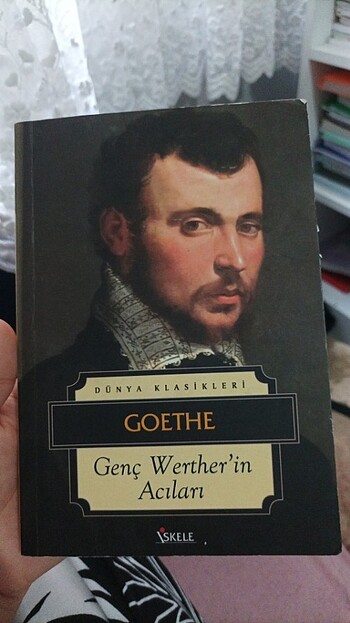 DÜNYA KLASİKLERİ
GOETHE
Genç Werther'in
Acıları
İSKELE